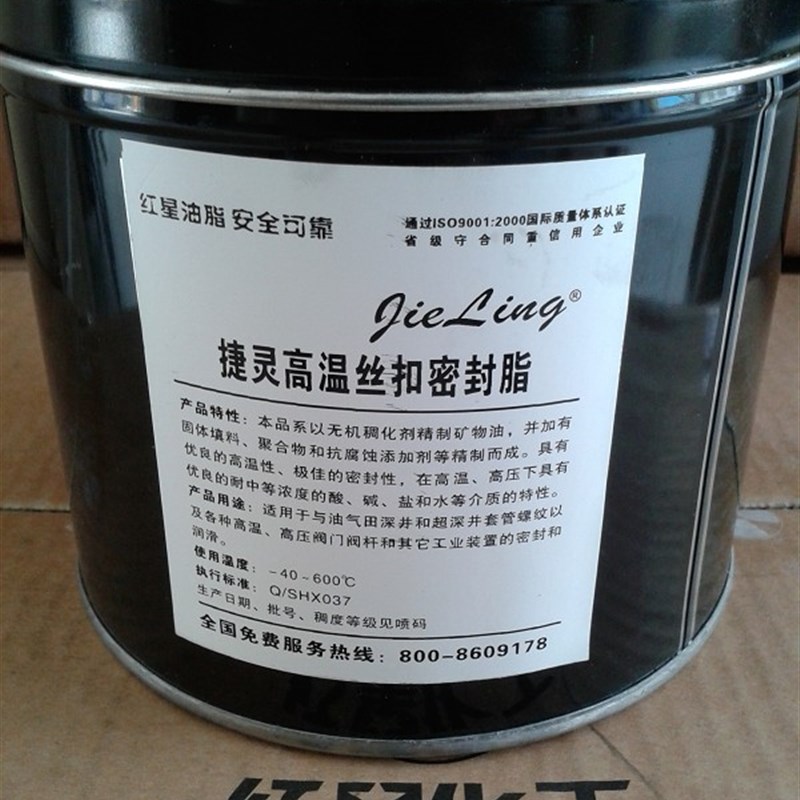 红星油脂 安全可靠
通过ISO9001:2000国际质量体系认证
省级守合同重信用企业
JieLing®
捷灵高温丝扣密封脂
产品特性：本品系以无机稠化剂精制矿物油，并加有
固体填料、聚合物和抗腐蚀添加剂等精制而成。具有
优良的高温性、极佳的密封性，在高温、高压下具有
优良的耐中等浓度的酸、碱、盐和水等介质的特性。
产品用途：适用于与油气田深井和超深井套管螺纹以
及各种高温、高压阀门阀杆和其它工业装置的密封和
润滑。
使用温度：-40~600℃
执行标准：Q/SHX037
生产日期、批号、稠度等级见喷码
全国免费服务热线：800-8609178